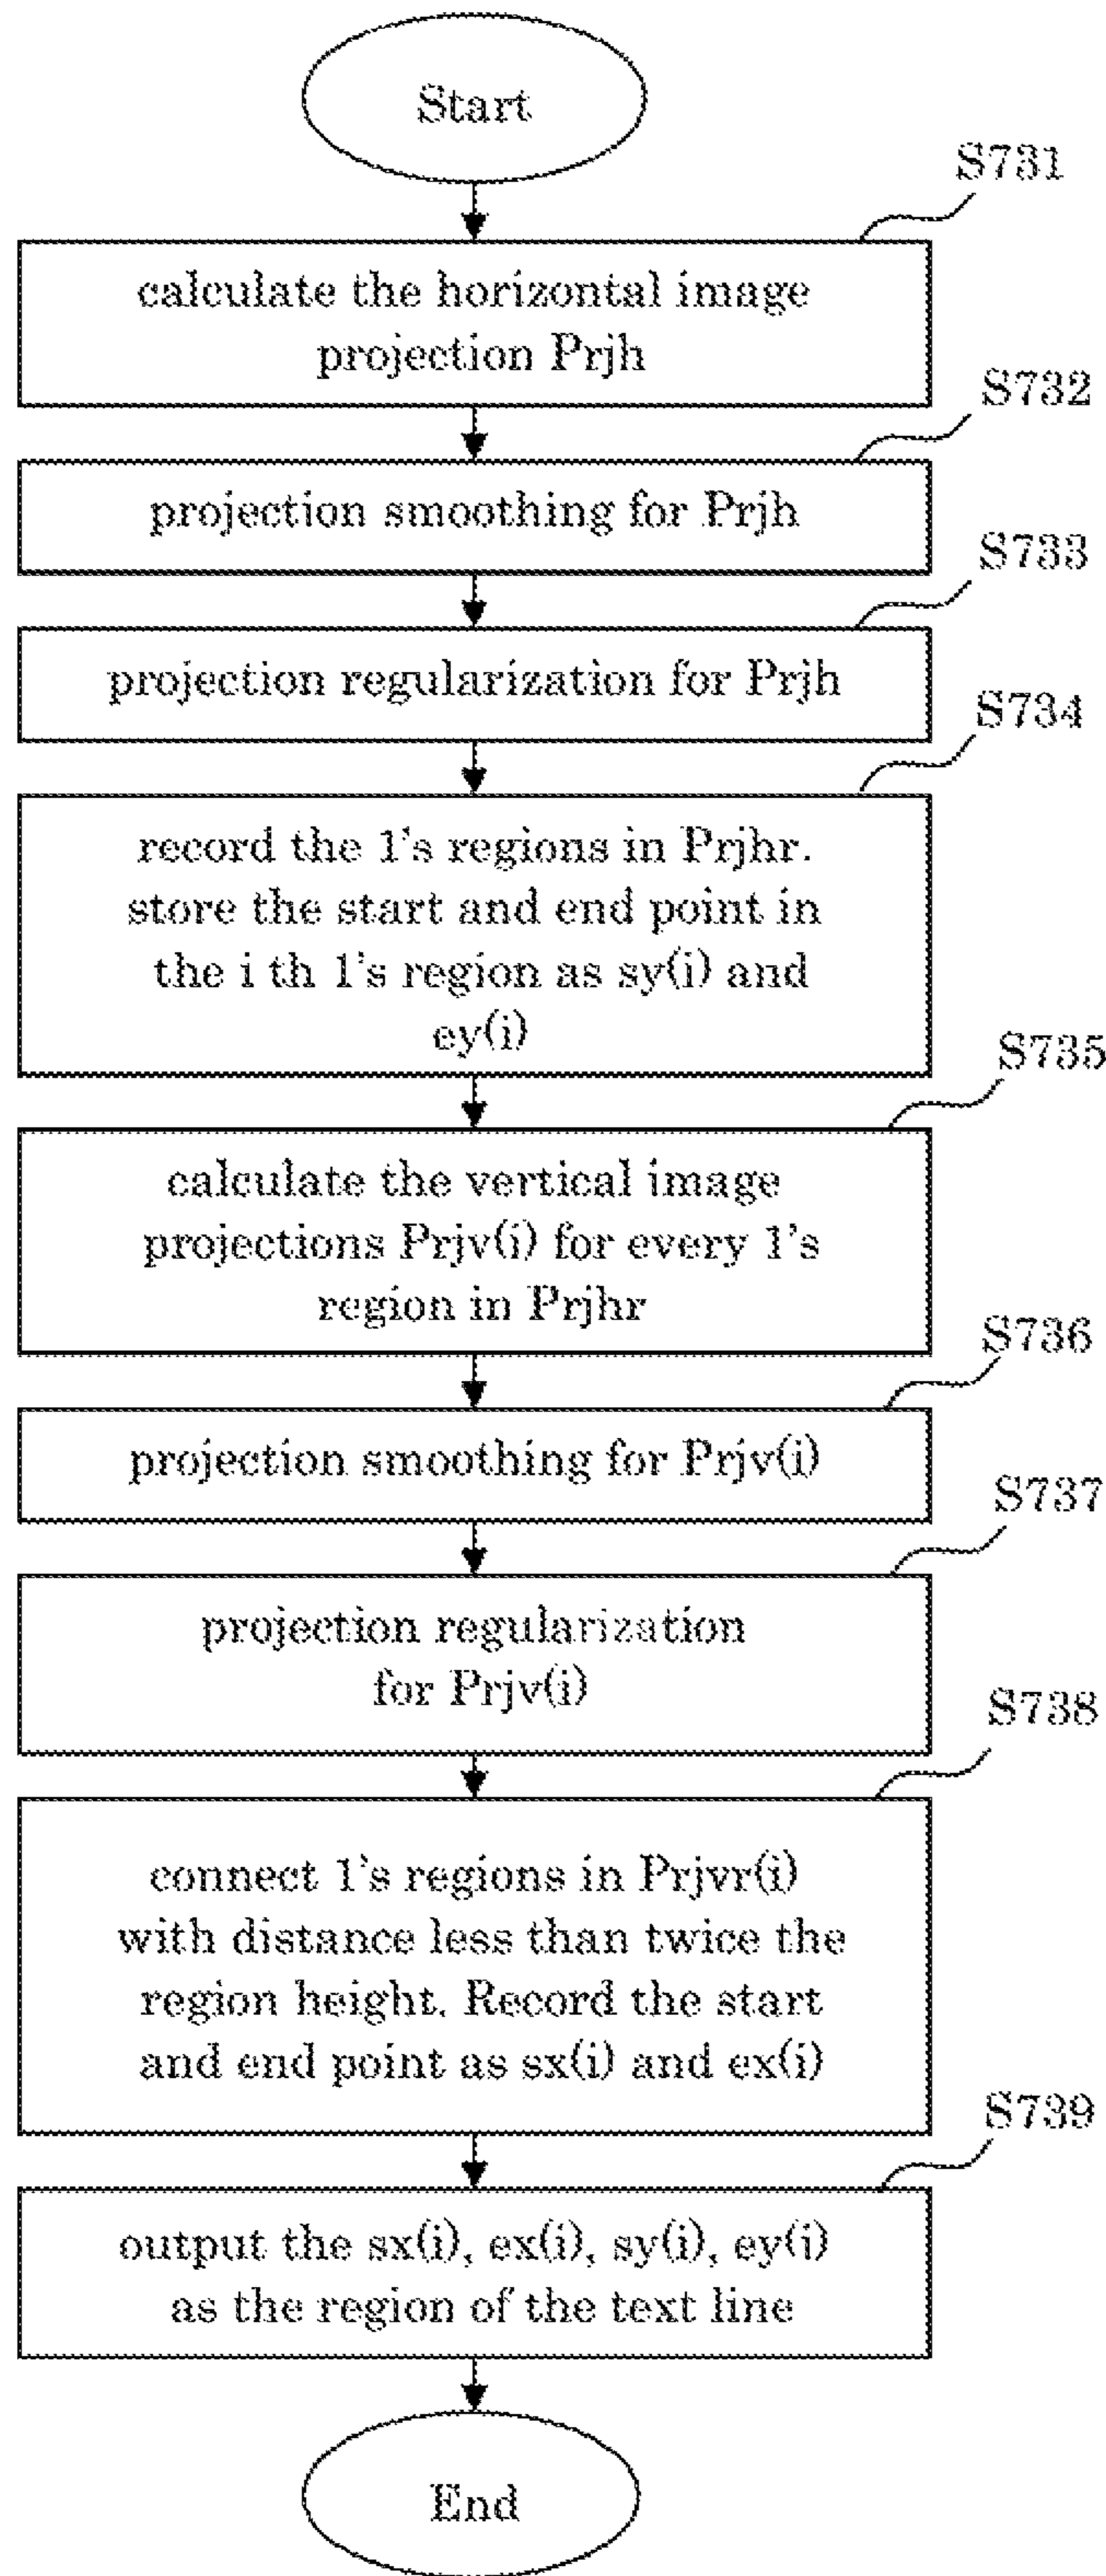 Start
S731
calculate the horizontal image
projection Prjh
S732
projection smoothing for Prjh
S733
projection regularization for Prjh
S734
record the 1's regions in Prjhr.
store the start and end point in
the i th 1's region as sy(i) and
ey(i)
S735
calculate the vertical image
projections Prjv(i) for every 1's
region in Prjhr
S736
projection smoothing for Prjv(i)
S737
projection regularization
for Prjv(i)
S738
connect 1's regions in Prjvr(i)
with distance less than twice the
region height. Record the start
and end point as sx(i) and ex(i)
S739
output the sx(i), ex(i), sy(i), ey(i)
as the region of the text line
End